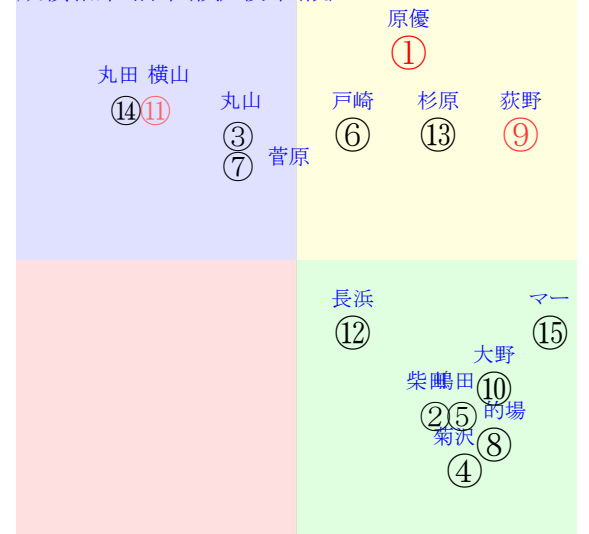 原優
①
丸田 横山
⑭⑪
丸山
③
戸崎
⑥
杉原
⑬
荻野
⑨
⑦
菅原
長浜
⑫
マー
⑮
大野
⑩
柴田
嶋田
②⑤
的場
⑧
菊沢
④